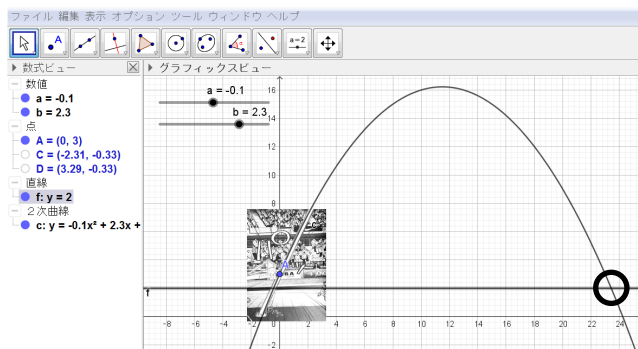 ファイル 編集 表示 オプション ツール ウィンドウ ヘルプ
A a=2
数式ビュー
グラフィックスビュー
数値
a = -0.1
b = 2.3
点
A = (0, 3)
C = (-2.31, -0.33)
D = (3.29, -0.33)
直線
f: y = 2
2次曲線
c: y = -0.1x² + 2.3x +
a = -0.1
b = 2.3
16
14
12
10
8
A
f
-8 -6 -4 0 2 4 6 8 10 12 14 16 18 20 22 24
-2